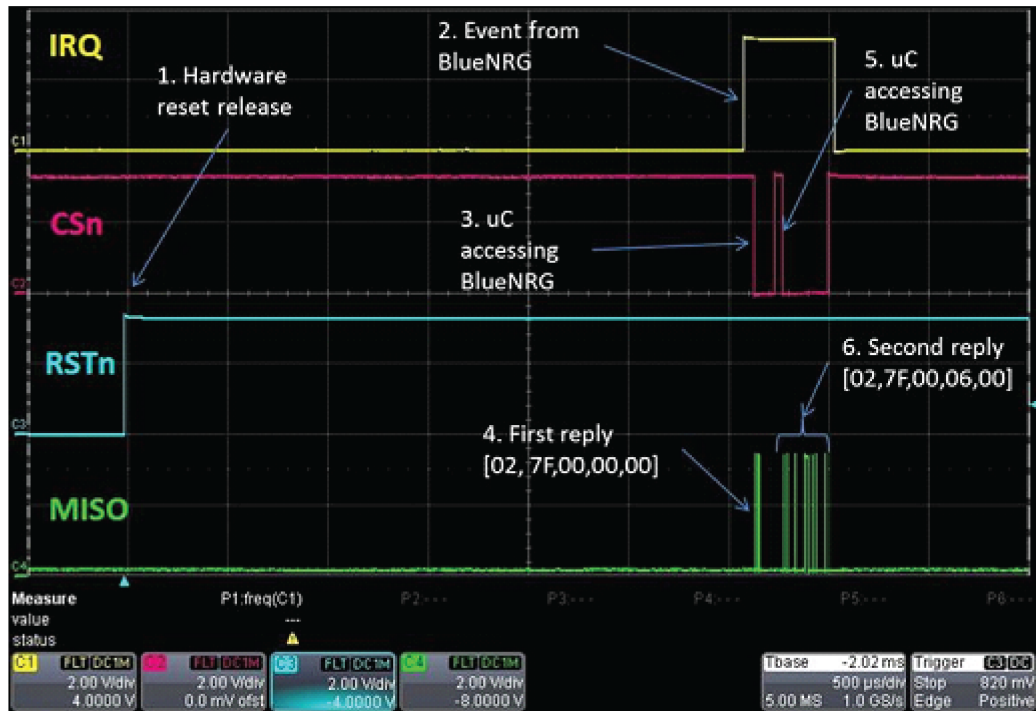 IRQ
1. Hardware
reset release
2. Event from
BlueNRG
5. uC
accessing
BlueNRG
C1
CSn
3. uC
accessing
BlueNRG
C2
RSTn
6. Second reply
[02,7F,00,06,00]
C3
4. First reply
[02, 7F,00,00,00]
MISO
C4
Measure P1:freq(C1) P2:--- P3:--- P4:--- P5:--- P6:---
value ---
status
C1 FLT DC1M C2 FLT DC1M C3 FLT DC1M C4 FLT DC1M Tbase -2.02 ms Trigger C3 DC
2.00 V/div 2.00 V/div 2.00 V/div 2.00 V/div 500 µs/div Stop 820 mV
4.0000 V 0.0 mV ofst -4.0000 V -8.0000 V 5.00 MS 1.0 GS/s Edge Positive